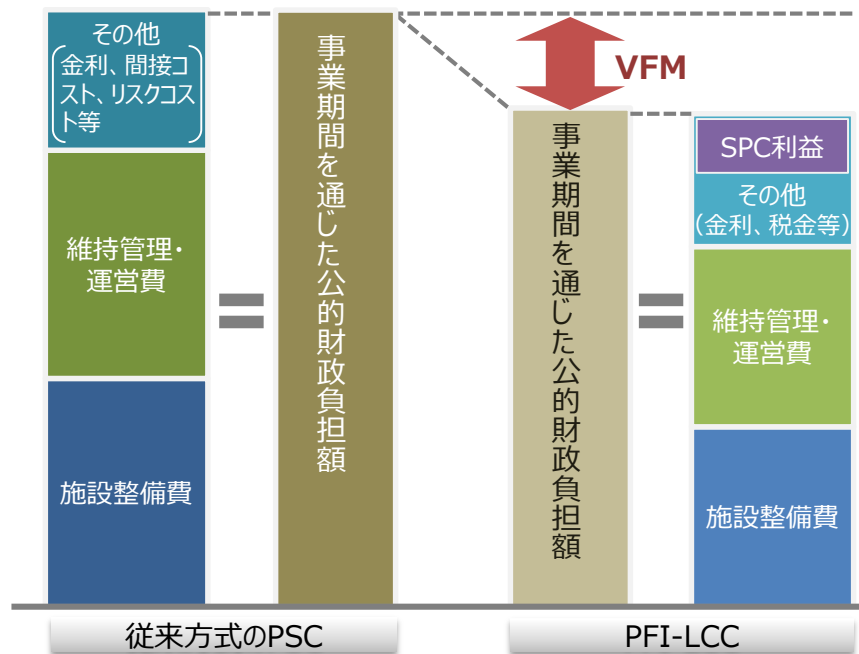 その他
金利、間接コ
スト、リスクコス
ト等
維持管理・
運営費
施設整備費
=
事業期間を通じた公的財政負担額
VFM
事業期間を通じた公的財政負担額
=
SPC利益
その他
(金利、税金等)
維持管理・
運営費
施設整備費
従来方式のPSC
PFI-LCC